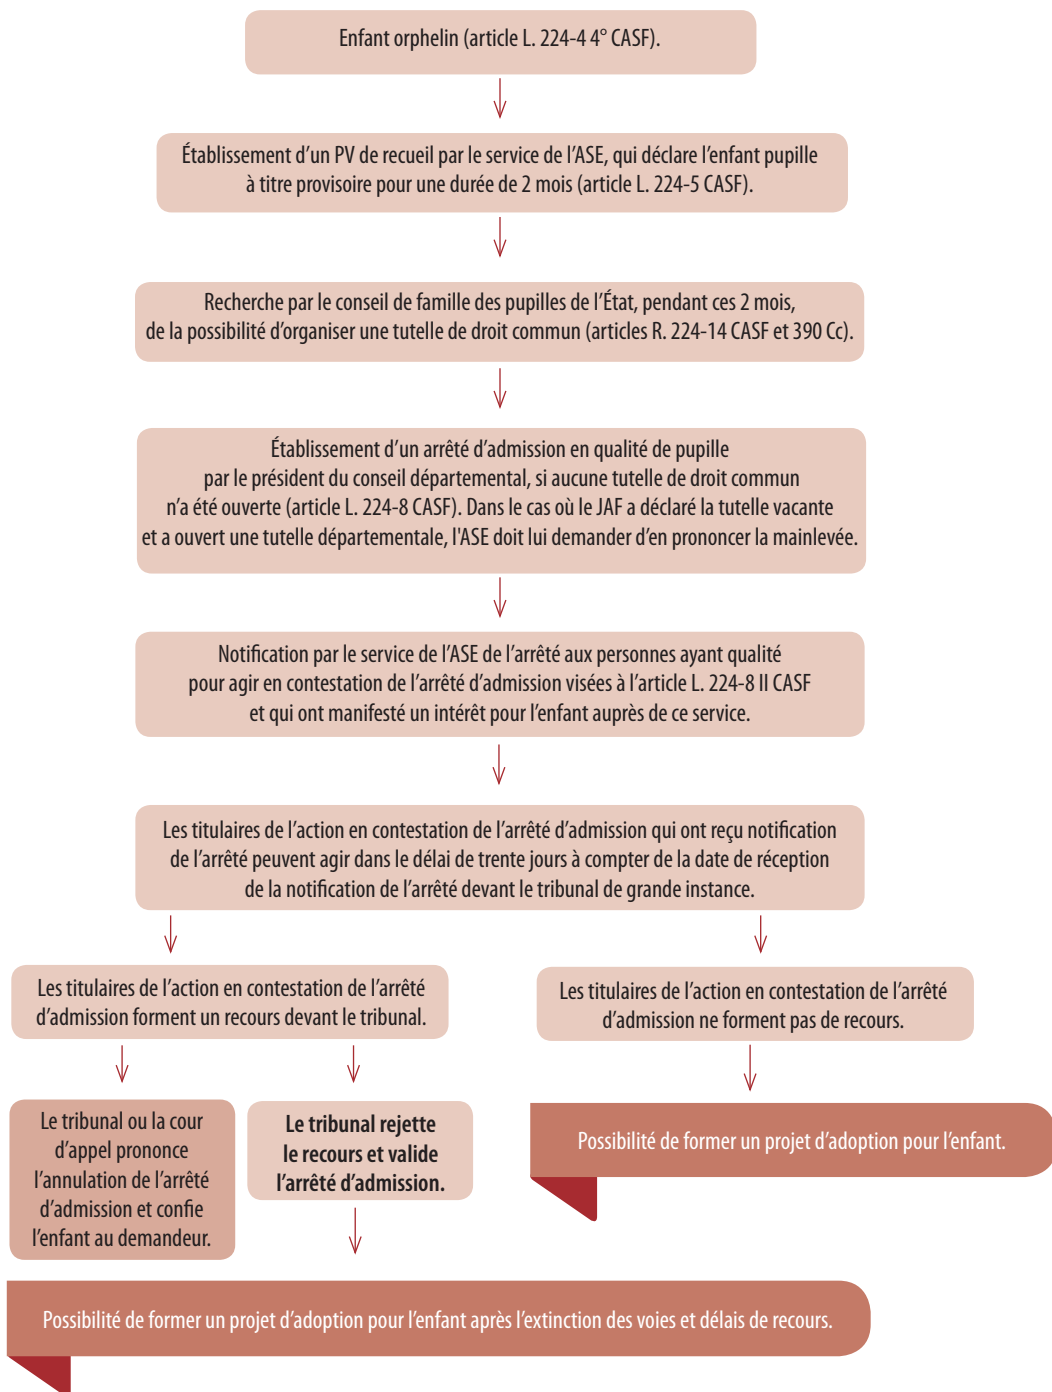 Enfant orphelin (article L. 224-4 4° CASF).
Établissement d’un PV de recueil par le service de l’ASE, qui déclare l’enfant pupille
à titre provisoire pour une durée de 2 mois (article L. 224-5 CASF).
Recherche par le conseil de famille des pupilles de l’État, pendant ces 2 mois,
de la possibilité d’organiser une tutelle de droit commun (articles R. 224-14 CASF et 390 Cc).
Établissement d’un arrêté d’admission en qualité de pupille
par le président du conseil départemental, si aucune tutelle de droit commun
n’a été ouverte (article L. 224-8 CASF). Dans le cas où le JAF a déclaré la tutelle vacante
et a ouvert une tutelle départementale, l'ASE doit lui demander d’en prononcer la mainlevée.
Notification par le service de l’ASE de l’arrêté aux personnes ayant qualité
pour agir en contestation de l’arrêté d’admission visées à l’article L. 224-8 II CASF
et qui ont manifesté un intérêt pour l’enfant auprès de ce service.
Les titulaires de l’action en contestation de l’arrêté d’admission qui ont reçu notification
de l’arrêté peuvent agir dans le délai de trente jours à compter de la date de réception
de la notification de l’arrêté devant le tribunal de grande instance.
Les titulaires de l’action en contestation de l’arrêté
d’admission forment un recours devant le tribunal.
Les titulaires de l’action en contestation de l’arrêté
d’admission ne forment pas de recours.
Le tribunal ou la cour
d’appel prononce
l’annulation de l’arrêté
d’admission et confie
l’enfant au demandeur.
Le tribunal rejette
le recours et valide
l’arrêté d’admission.
Possibilité de former un projet d’adoption pour l’enfant.
Possibilité de former un projet d’adoption pour l’enfant après l’extinction des voies et délais de recours.